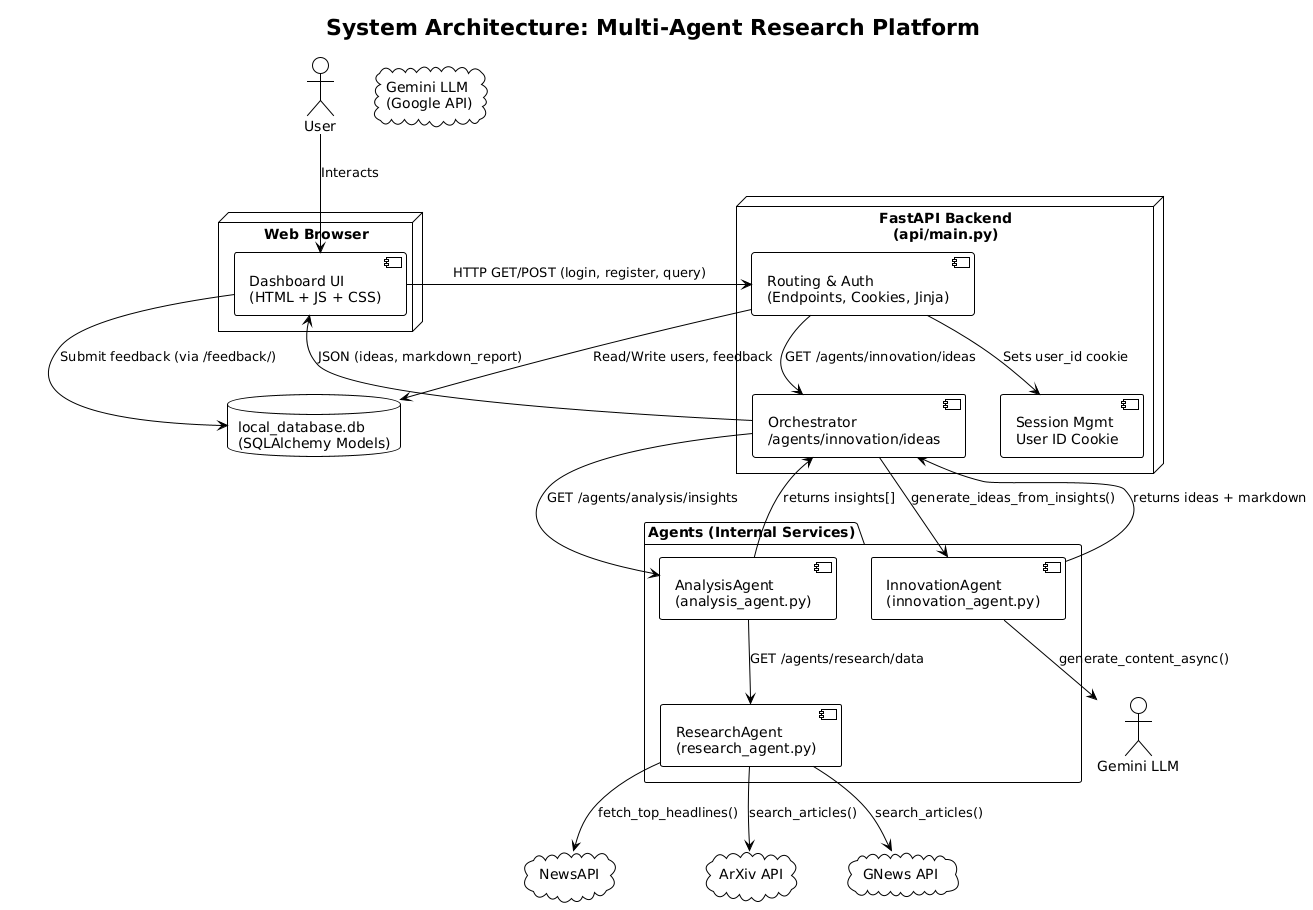 System Architecture: Multi-Agent Research Platform
User
Gemini LLM
(Google API)
Interacts
Web Browser
Dashboard UI
(HTML + JS + CSS)
HTTP GET/POST (login, register, query)
FastAPI Backend
(api/main.py)
Routing & Auth
(Endpoints, Cookies, Jinja)
Submit feedback (via /feedback/)
JSON (ideas, markdown_report)
Read/Write users, feedback
GET /agents/innovation/ideas
Sets user_id cookie
local_database.db
(SQLAlchemy Models)
Orchestrator
/agents/innovation/ideas
Session Mgmt
User ID Cookie
GET /agents/analysis/insights
returns insights[]
generate_ideas_from_insights()
returns ideas + markdown
Agents (Internal Services)
AnalysisAgent
(analysis_agent.py)
InnovationAgent
(innovation_agent.py)
GET /agents/research/data
generate_content_async()
ResearchAgent
(research_agent.py)
Gemini LLM
fetch_top_headlines()
search_articles()
search_articles()
NewsAPI
ArXiv API
GNews API